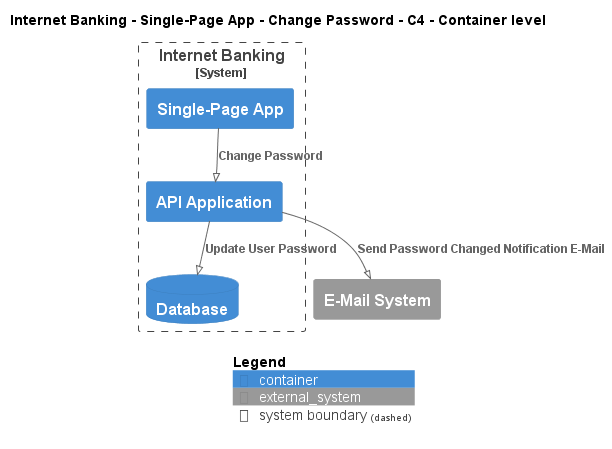 Internet Banking - Single-Page App - Change Password - C4 - Container level
Internet Banking
[System]
Single-Page App
Change Password
API Application
Update User Password
Send Password Changed Notification E-Mail
Database
E-Mail System
Legend
container
external_system
system boundary (dashed)